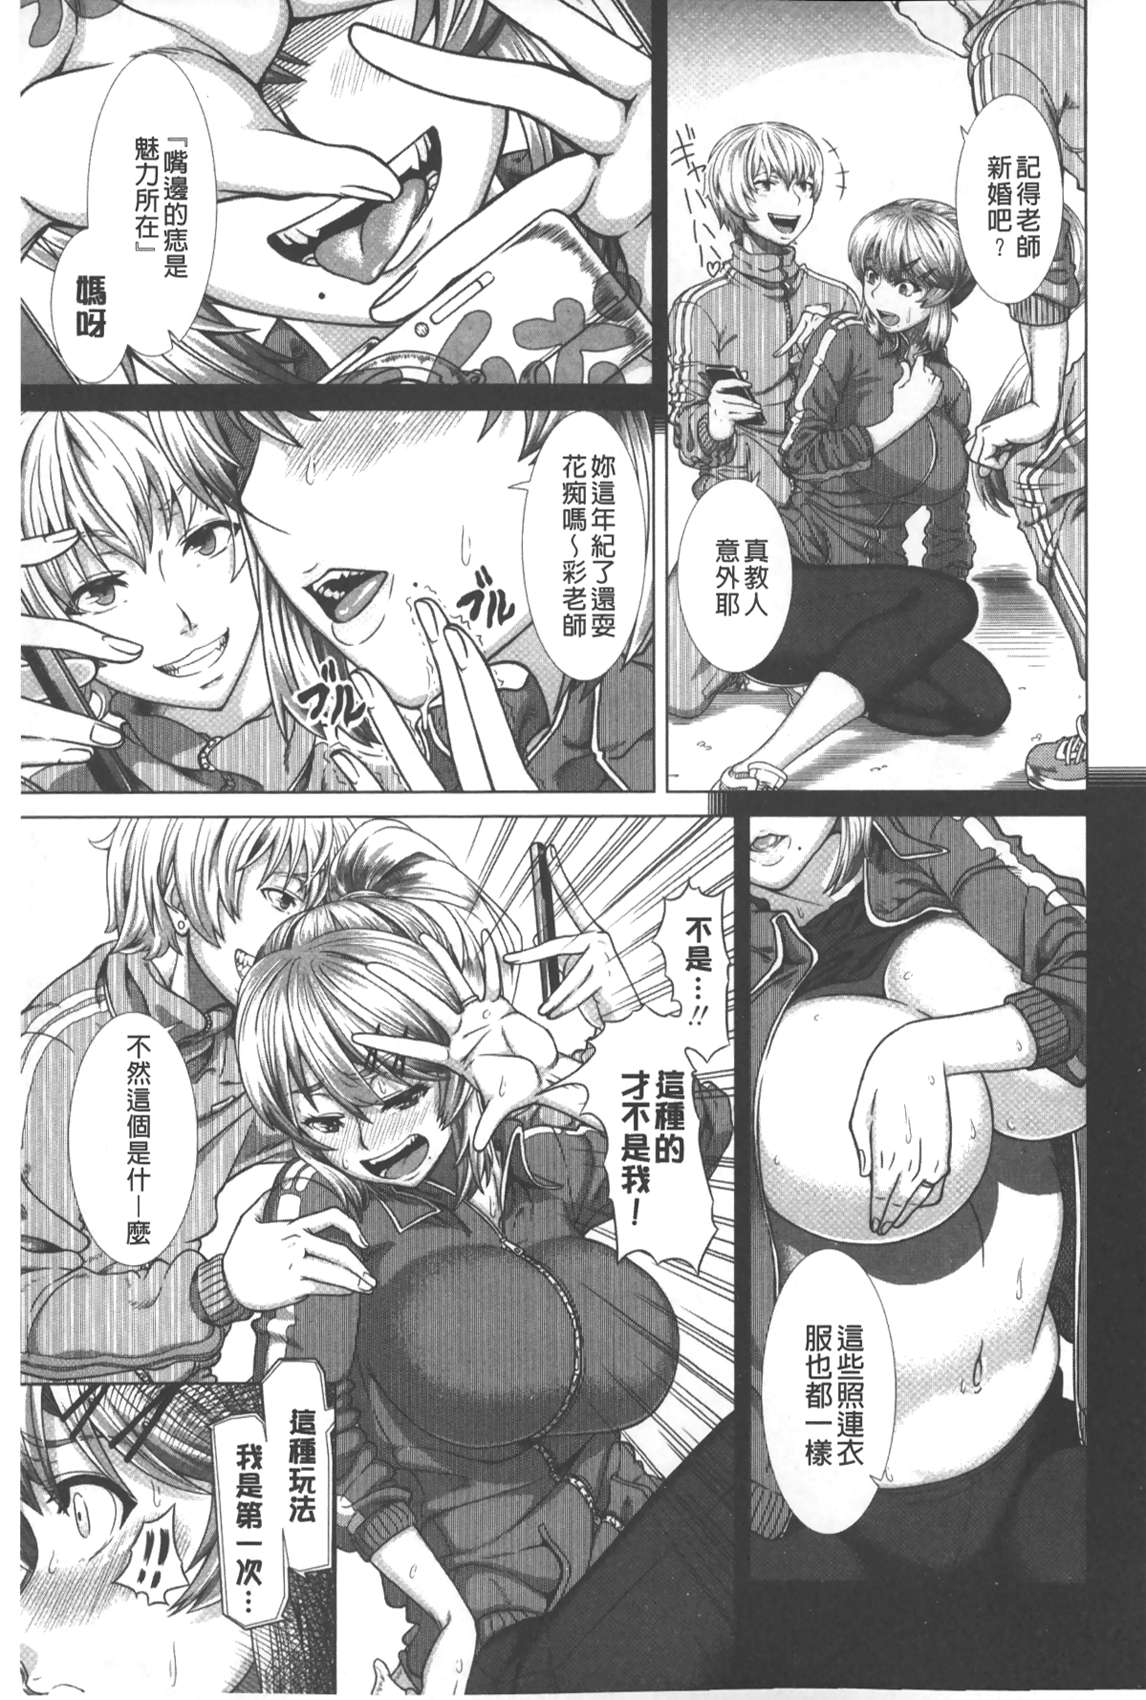 記得老師
新婚吧？
真教人
意外耶
『嘴邊的痣是
魅力所在』
媽呀
妳這年紀了還耍
花痴嗎～彩老師
ブル
ブル
這些照連衣
服也都一樣
不是…!!
這種的
才不是我！
不然這個是什—麼
這種玩法
我是第一次…
!!